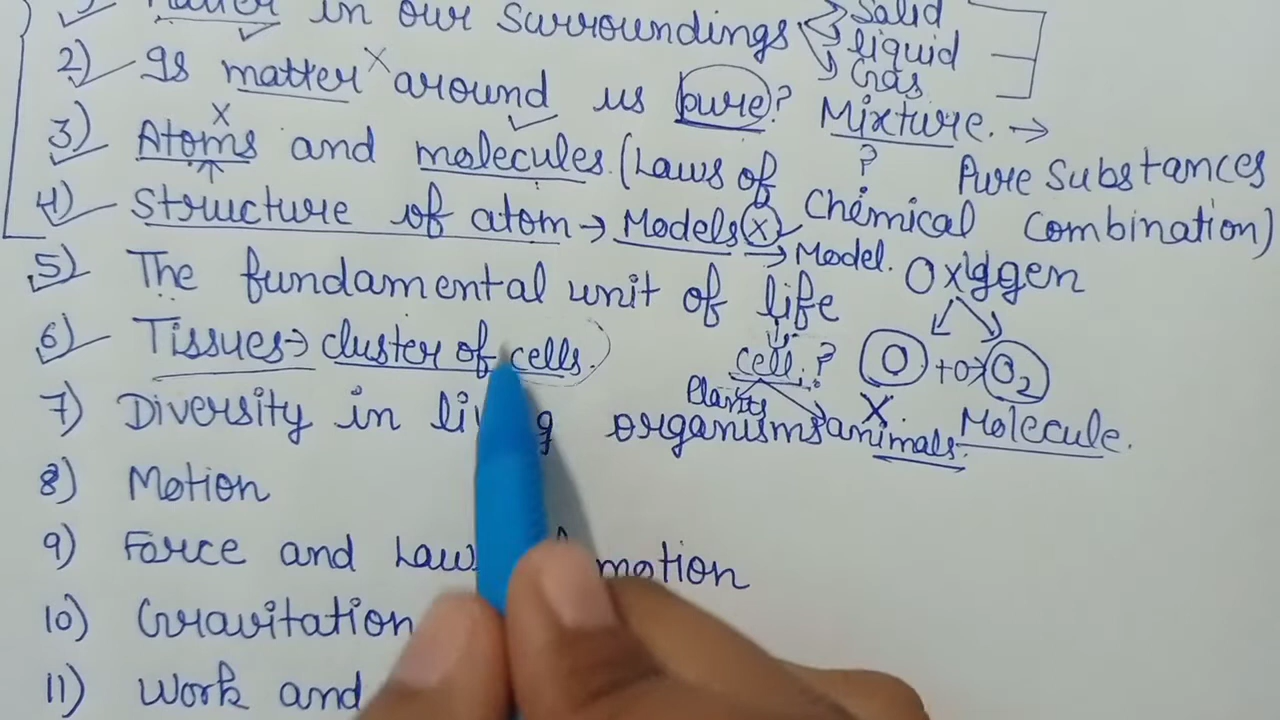 1) Matter in our surroundings Solid
liquid
Gas
2) Is matter x around us pure? Mixture. →
x ?
3) Atoms and molecules. (Laws of Pure Substances
4) Structure of atom → Models (x) Chemical Combination)
→ Model. Oxygen
5) The fundamental unit of life
6) Tissues → cluster of cells. cell. ? O + O → O2
Plants x
7) Diversity in living organisms animals. Molecule.
8) Motion
9) Force and Law motion
10) Gravitation
11) Work and